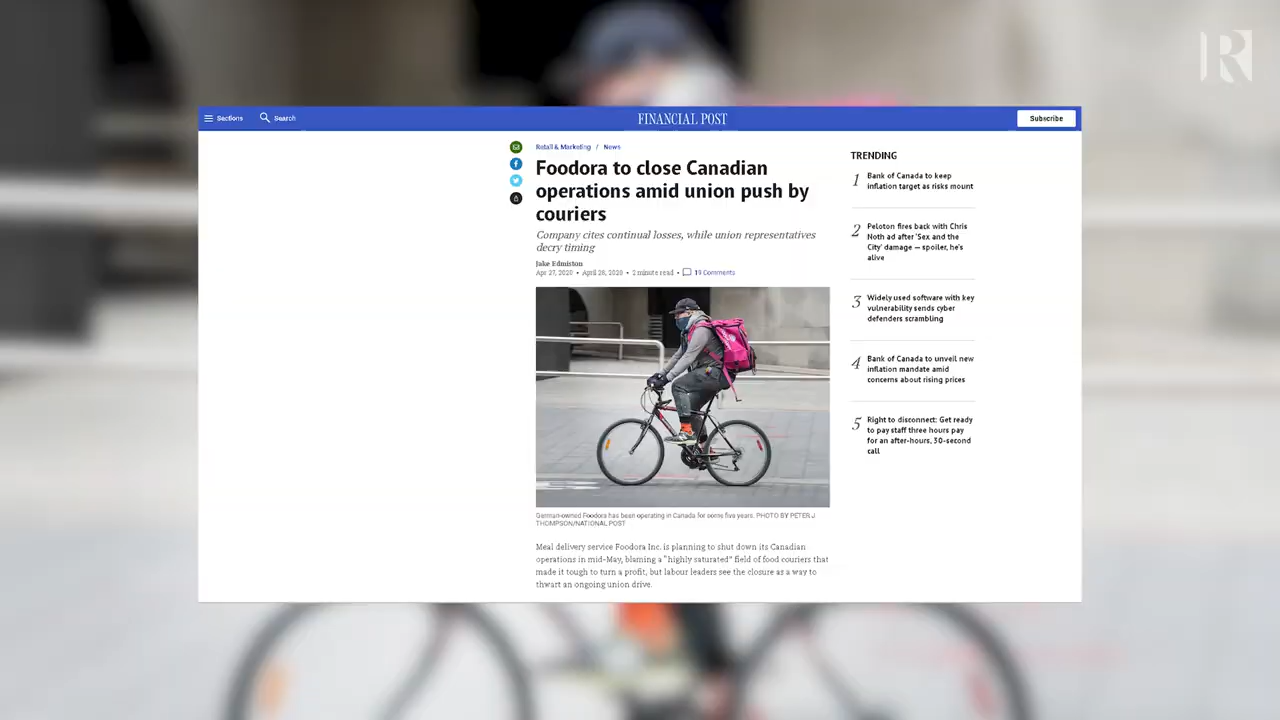 R
Sections
Search
FINANCIAL POST
Subscribe
Retail & Marketing / News
Foodora to close Canadian
operations amid union push by
couriers
Company cites continual losses, while union representatives
decry timing
Jake Edmiston
Apr 27, 2020 • April 28, 2020 • 2 minute read • 19 Comments
German-owned Foodora has been operating in Canada for some five years. PHOTO BY PETER J
THOMPSON/NATIONAL POST
Meal delivery service Foodora Inc. is planning to shut down its Canadian
operations in mid-May, blaming a "highly saturated" field of food couriers that
made it tough to turn a profit, but labour leaders see the closure as a way to
thwart an ongoing union drive.
TRENDING
1
Bank of Canada to keep
inflation target as risks mount
2
Peloton fires back with Chris
Noth ad after 'Sex and the
City' damage — spoiler, he's
alive
3
Widely used software with key
vulnerability sends cyber
defenders scrambling
4
Bank of Canada to unveil new
inflation mandate amid
concerns about rising prices
5
Right to disconnect: Get ready
to pay staff three hours pay
for an after-hours, 30-second
call